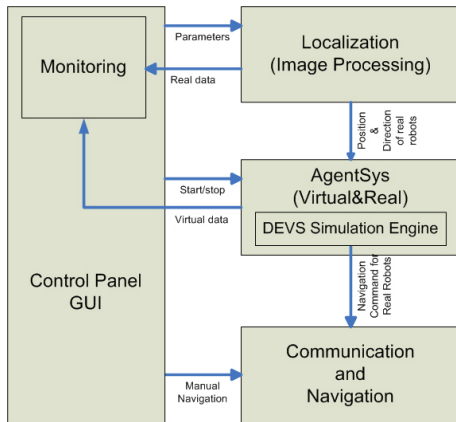 Monitoring
Control Panel
GUI
Parameters
Real data
Localization
(Image Processing)
Position
&
Direction
of real
robots
Start/stop
Virtual data
AgentSys
(Virtual&Real)
DEVS Simulation Engine
Navigation
Command for
Real Robots
Manual
Navigation
Communication
and
Navigation